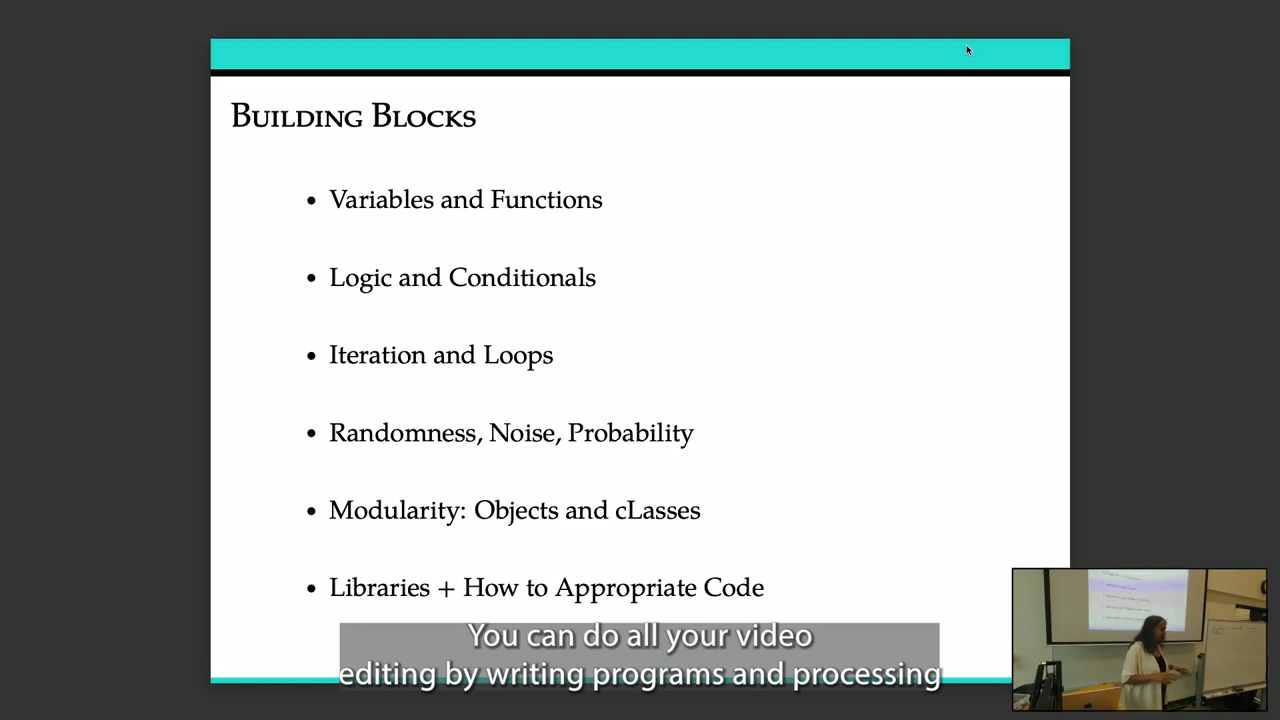 BUILDING BLOCKS
• Variables and Functions
• Logic and Conditionals
• Iteration and Loops
• Randomness, Noise, Probability
• Modularity: Objects and cLasses
• Libraries + How to Appropriate Code
You can do all your video
editing by writing programs and processing